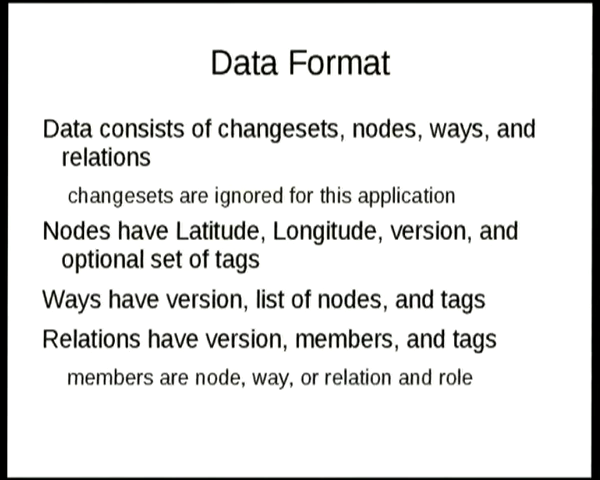 Data Format
Data consists of changesets, nodes, ways, and
relations
changesets are ignored for this application
Nodes have Latitude, Longitude, version, and
optional set of tags
Ways have version, list of nodes, and tags
Relations have version, members, and tags
members are node, way, or relation and role